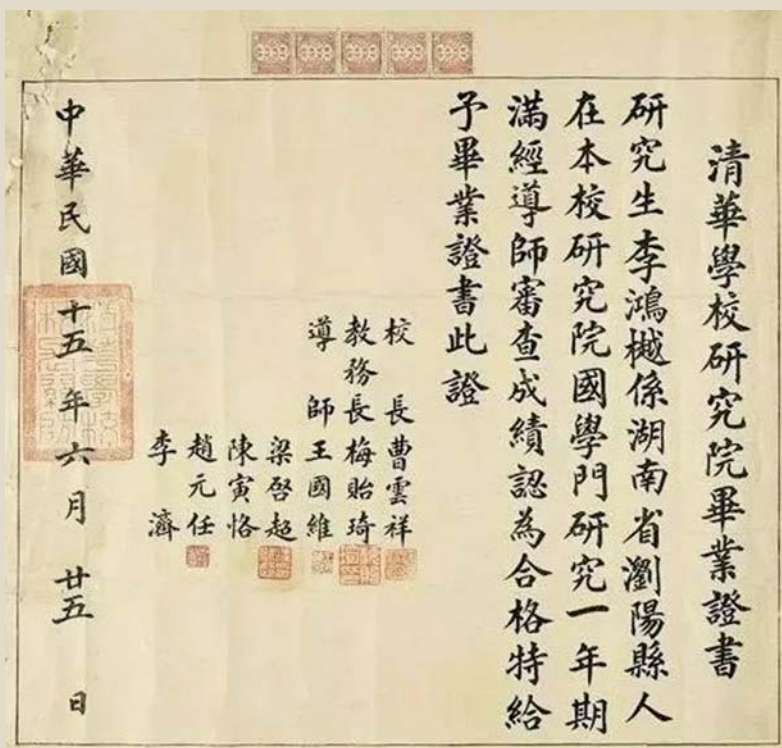 清華學校研究院畢業證書
研究生李鴻樾係湖南省瀏陽縣人
在本校研究院國學門研究一年期
滿經導師審查成績認為合格特給
予畢業證書此證
校長曹雲祥
教務長梅貽琦
導師王國維
梁啓超
陳寅恪
趙元任
李濟
中華民國十五年六月廿五日